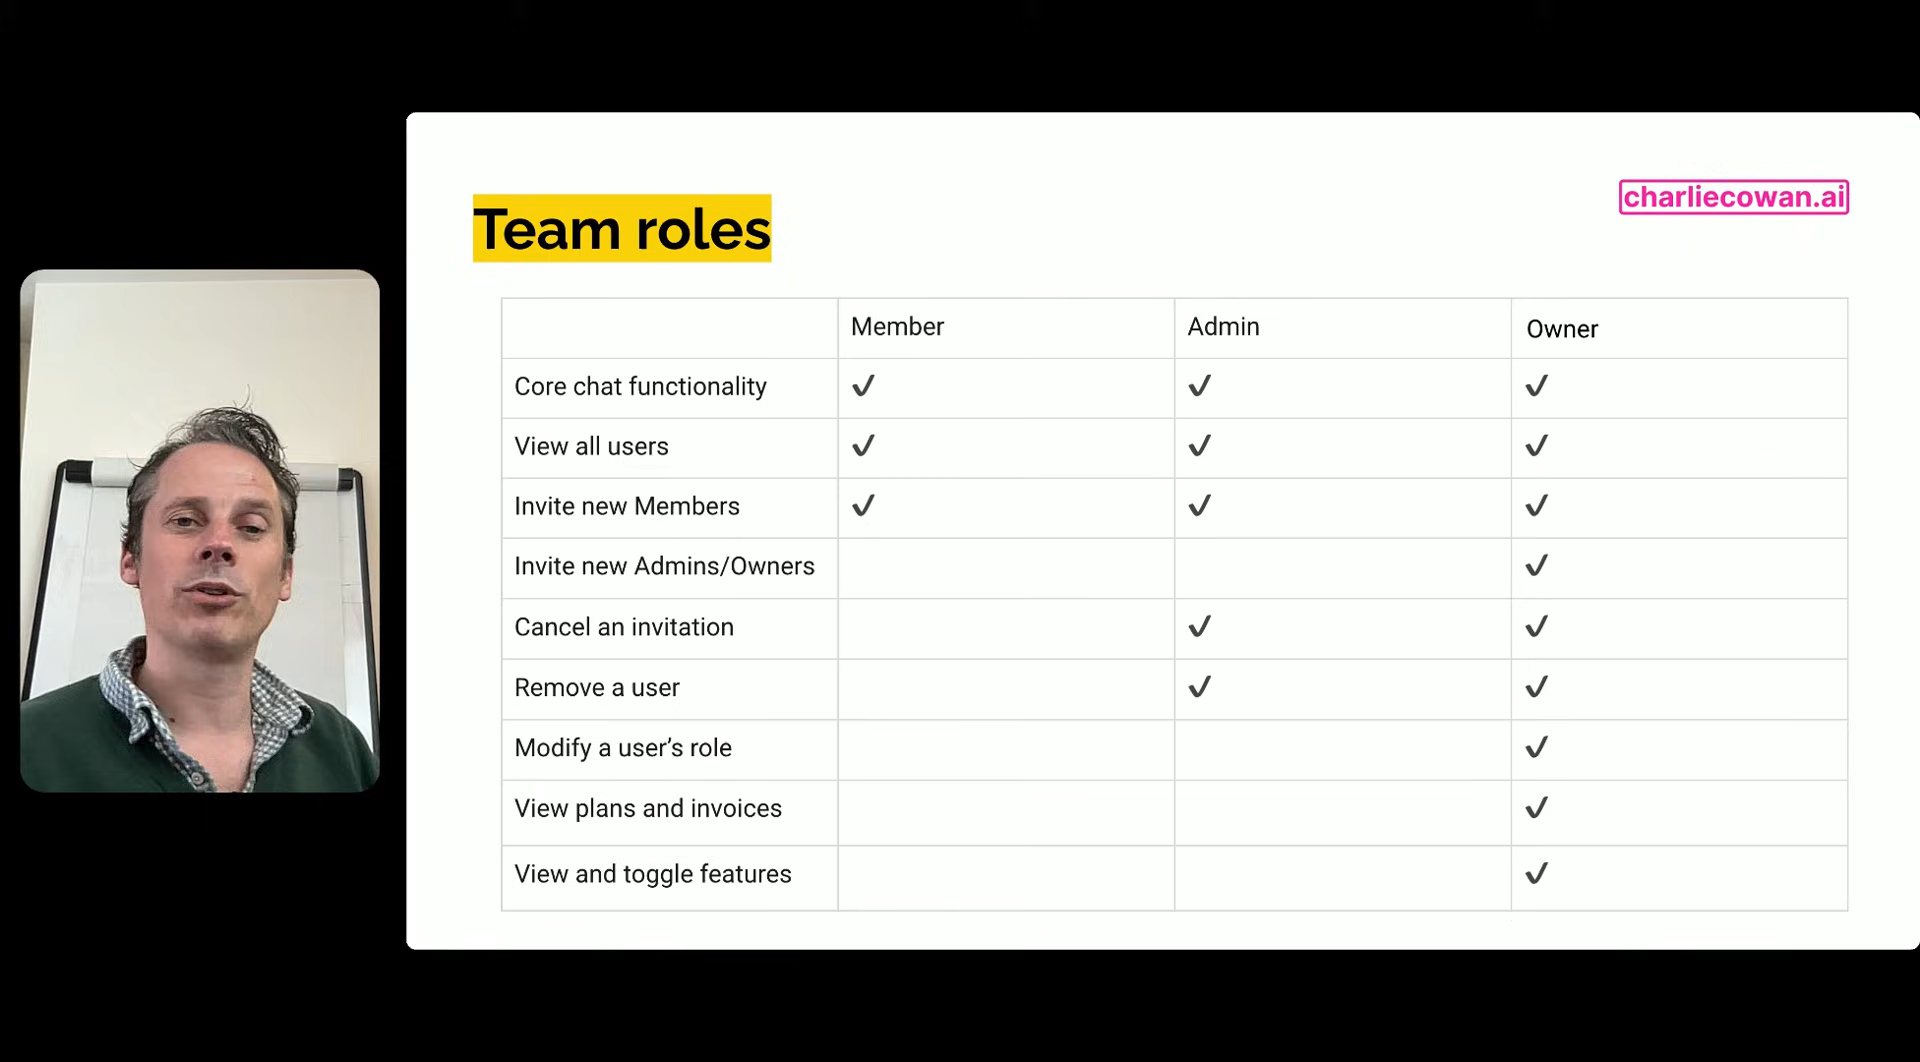 charliecowan.ai
Team roles
Member Admin Owner
Core chat functionality ✓ ✓ ✓
View all users ✓ ✓ ✓
Invite new Members ✓ ✓ ✓
Invite new Admins/Owners ✓
Cancel an invitation ✓ ✓
Remove a user ✓ ✓
Modify a user’s role ✓
View plans and invoices ✓
View and toggle features ✓